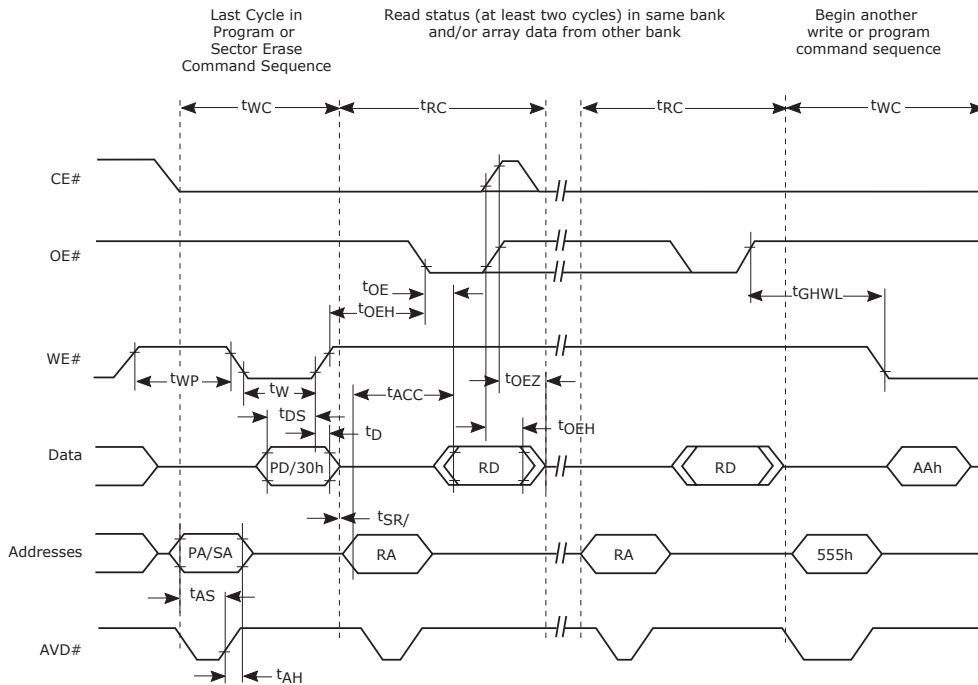 Last Cycle in
Program or
Sector Erase
Command Sequence
Read status (at least two cycles) in same bank
and/or array data from other bank
Begin another
write or program
command sequence
tWC
tRC
tRC
tWC
CE#
OE#
tOE
tOEH
tGHWL
WE#
tWP
tW
tACC
tOEZ
tDS
tD
tOEH
Data
PD/30h
RD
RD
AAh
tSR/
Addresses
PA/SA
RA
RA
555h
tAS
AVD#
tAH